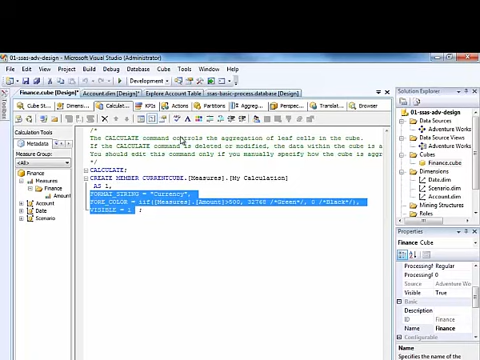 01-ssas-adv-design - Microsoft Visual Studio (Administrator)
File Edit View Project Build Debug Database Cube Tools Window Help
Development
Finance.cube [Design]* Account.dim [Design]* Explore Account Table ssas-basic-process.database [Design]
Cube St... Dimens... Calculat... KPIs Actions Partitions Aggreg... Perspec... Translat... Browser
Calculation Tools
Metadata
Measure Group:
<All>
Finance
Measures
Finance
Amount
Account
Date
Scenario
/*
The CALCULATE command controls the aggregation of leaf cells in the cube.
If the CALCULATE command is deleted or modified, the data within the cube is a
You should edit this command only if you manually specify how the cube is aggr
*/
CALCULATE;
CREATE MEMBER CURRENTCUBE.[Measures].[My Calculation]
AS 1,
FORMAT_STRING = "Currency",
FORE_COLOR = iif([Measures].[Amount]>500, 32768 /*Green*/, 0 /*Black*/),
VISIBLE = 1 ;
Solution Explorer
01-ssas-adv-design
Data Sources
Adventure Works
Data Source Views
Adventure Works
Cubes
Finance.cube
Dimensions
Date.dim
Scenario.dim
Account.dim
Properties
Finance Cube
Processing Regular
Processing 0
Source Adventure W
Visible True
Basic
Description
ID Finance
Name Finance
Name
Specifies the name of